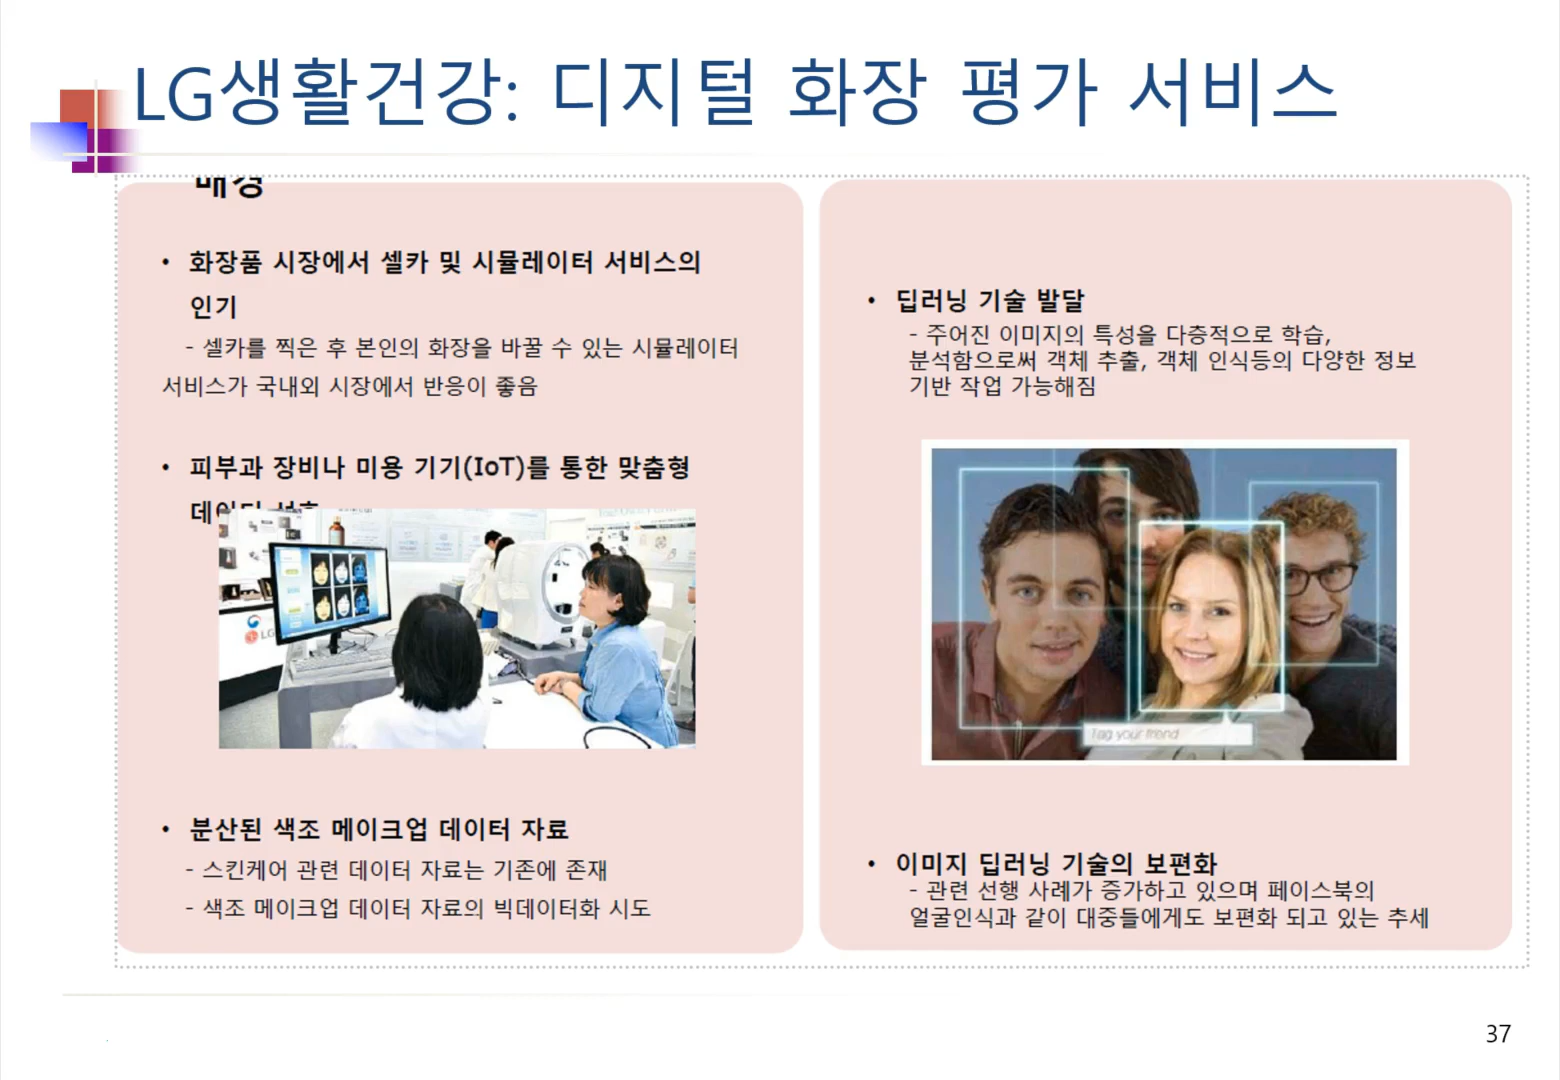 LG생활건강: 디지털 화장 평가 서비스
배경
• 화장품 시장에서 셀카 및 시뮬레이터 서비스의
인기
- 셀카를 찍은 후 본인의 화장을 바꿀 수 있는 시뮬레이터
서비스가 국내외 시장에서 반응이 좋음
• 피부과 장비나 미용 기기(IoT)를 통한 맞춤형
데이터 선호
LG
• 분산된 색조 메이크업 데이터 자료
- 스킨케어 관련 데이터 자료는 기존에 존재
- 색조 메이크업 데이터 자료의 빅데이터화 시도
• 딥러닝 기술 발달
- 주어진 이미지의 특성을 다층적으로 학습,
분석함으로써 객체 추출, 객체 인식등의 다양한 정보
기반 작업 가능해짐
Tag your friend
• 이미지 딥러닝 기술의 보편화
- 관련 선행 사례가 증가하고 있으며 페이스북의
얼굴인식과 같이 대중들에게도 보편화 되고 있는 추세
37